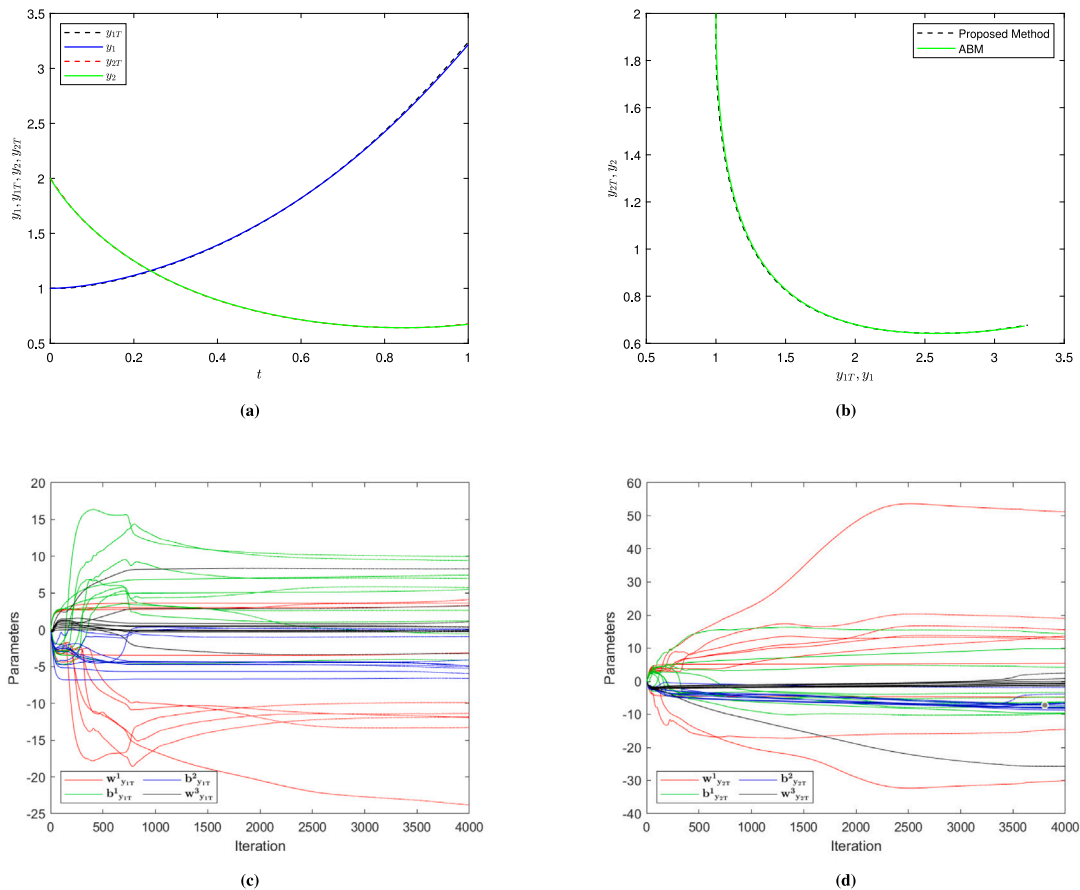 3.5
3
2.5
2
1.5
1
0.5
0 0.2 0.4 0.6 0.8 1
t
y₁, y₁T, y₂, y₂T
y₁T
y₁
y₂T
y₂
(a)
2
1.8
1.6
1.4
1.2
1
0.8
0.6
0.5 1 1.5 2 2.5 3 3.5
y₁T, y₁
y₂T, y₂
Proposed Method
ABM
(b)
20
15
10
5
0
-5
-10
-15
-20
-25
0 500 1000 1500 2000 2500 3000 3500 4000
Iteration
Parameters
w¹y₁T b²y₁T
b¹y₁T w³y₁T
(c)
60
50
40
30
20
10
0
-10
-20
-30
-40
0 500 1000 1500 2000 2500 3000 3500 4000
Iteration
Parameters
w¹y₂T b²y₂T
b¹y₂T w³y₂T
(d)